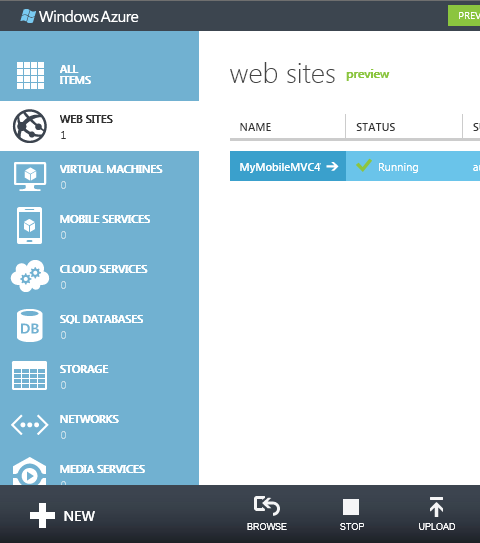 Windows Azure
PREV
ALL
ITEMS
WEB SITES
1
VIRTUAL MACHINES
0
MOBILE SERVICES
0
CLOUD SERVICES
0
DB
SQL DATABASES
0
STORAGE
0
NETWORKS
0
MEDIA SERVICES
web sites preview
NAME STATUS SU
MyMobileMVC4 Running au
NEW
BROWSE
STOP
UPLOAD